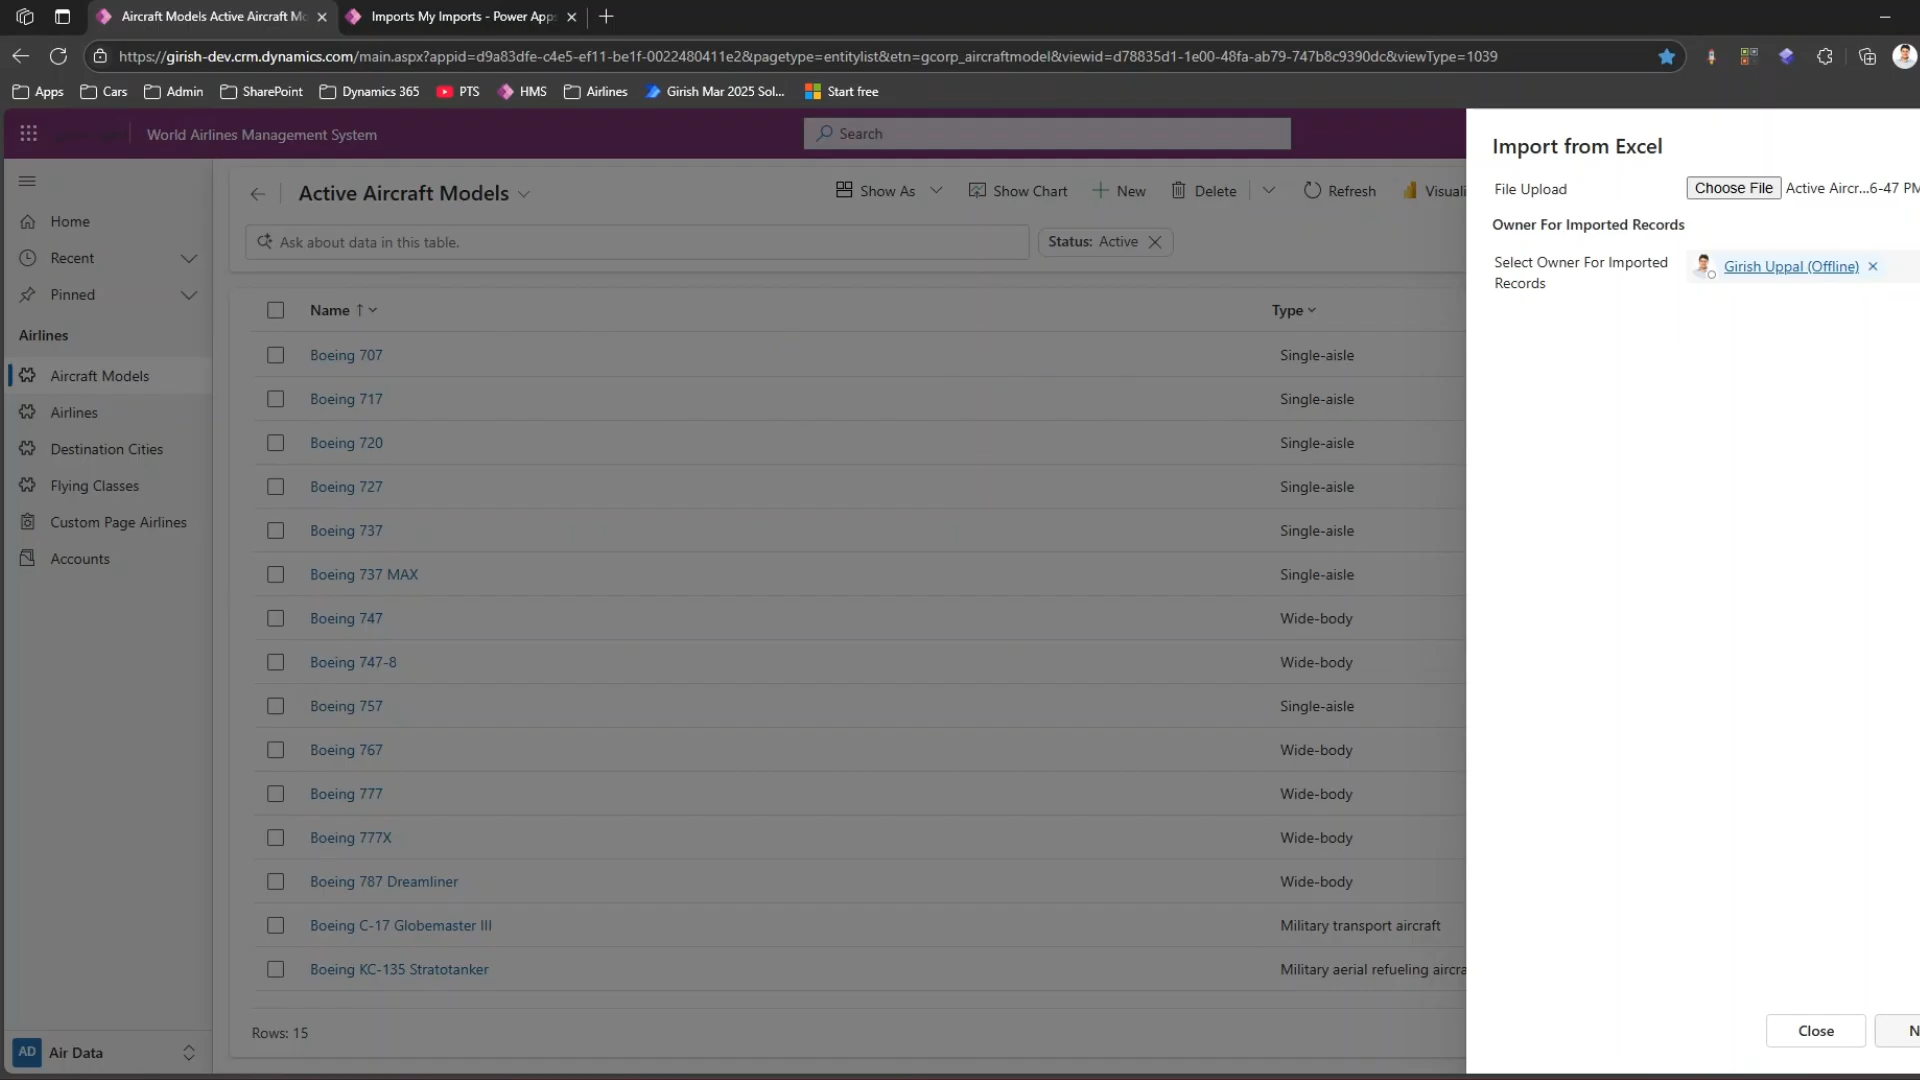 Aircraft Models Active Aircraft Mo
Imports My Imports - Power Apps
https://girish-dev.crm.dynamics.com/main.aspx?appid=d9a83dfe-c4e5-ef11-be1f-0022480411e2&pagetype=entitylist&etn=gcorp_aircraftmodel&viewid=d78835d1-1e00-48fa-ab79-747b8c9390dc&viewType=1039
Apps
Cars
Admin
SharePoint
Dynamics 365
PTS
HMS
Airlines
Girish Mar 2025 Sol...
Start free
World Airlines Management System
Search
Home
Recent
Pinned
Airlines
Aircraft Models
Airlines
Destination Cities
Flying Classes
Custom Page Airlines
Accounts
AD Air Data
Active Aircraft Models
Show As
Show Chart
New
Delete
Refresh
Visuali
Ask about data in this table.
Status: Active
Name Type
Boeing 707 Single-aisle
Boeing 717 Single-aisle
Boeing 720 Single-aisle
Boeing 727 Single-aisle
Boeing 737 Single-aisle
Boeing 737 MAX Single-aisle
Boeing 747 Wide-body
Boeing 747-8 Wide-body
Boeing 757 Single-aisle
Boeing 767 Wide-body
Boeing 777 Wide-body
Boeing 777X Wide-body
Boeing 787 Dreamliner Wide-body
Boeing C-17 Globemaster III Military transport aircraft
Boeing KC-135 Stratotanker Military aerial refueling aircra
Rows: 15
Import from Excel
File Upload Choose File Active Aircr...6-47 PM
Owner For Imported Records
Select Owner For Imported
Records
Girish Uppal (Offline)
Close
N